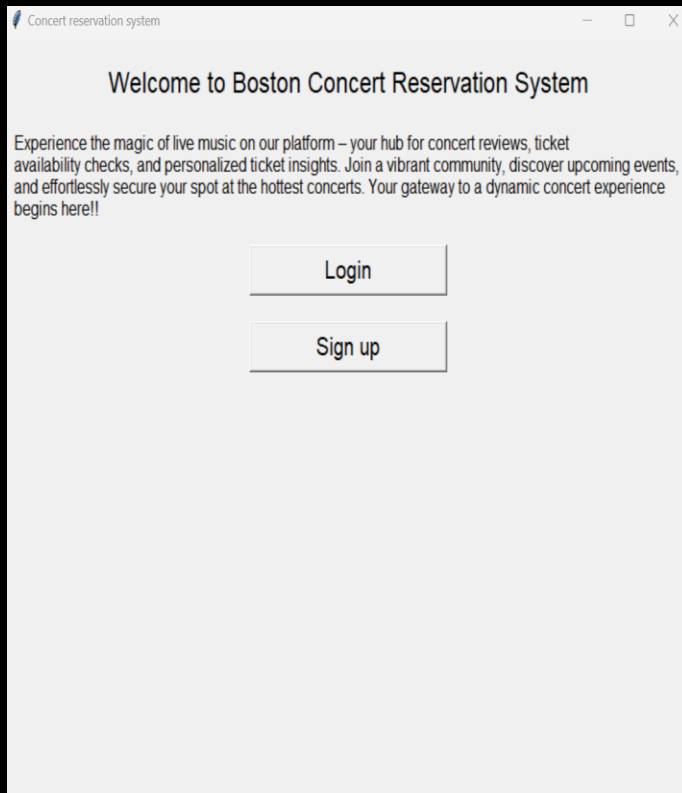 Concert reservation system
Welcome to Boston Concert Reservation System
Experience the magic of live music on our platform – your hub for concert reviews, ticket
availability checks, and personalized ticket insights. Join a vibrant community, discover upcoming events,
and effortlessly secure your spot at the hottest concerts. Your gateway to a dynamic concert experience
begins here!!
Login
Sign up